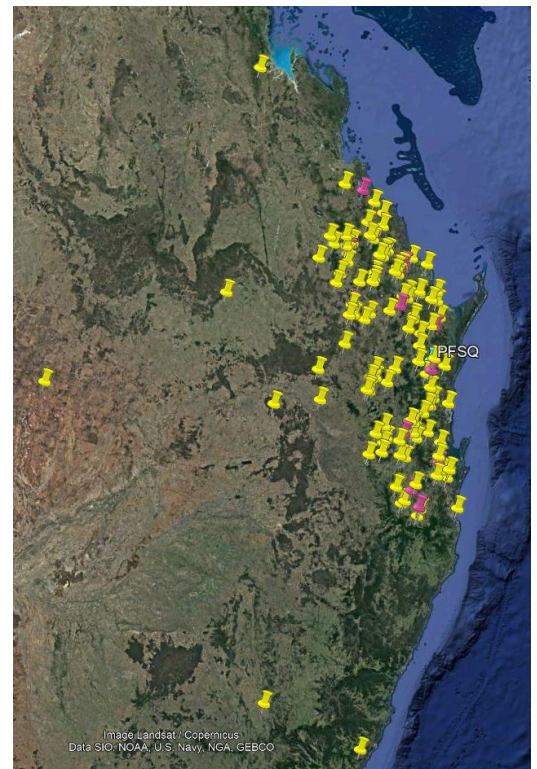 PFSQ
Image Landsat / Copernicus
Data SIO, NOAA, U.S. Navy, NGA, GEBCO